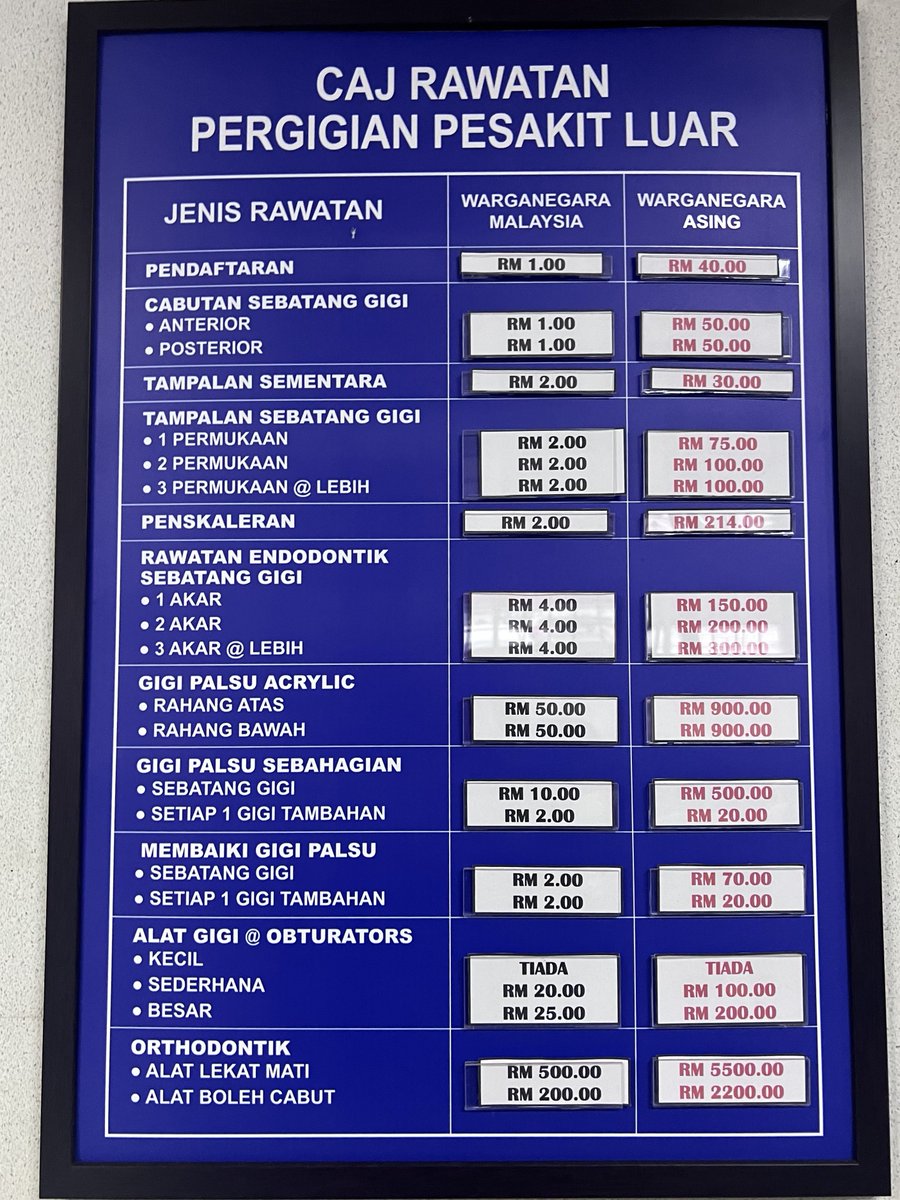 CAJ RAWATAN
PERGIGIAN PESAKIT LUAR
JENIS RAWATAN
WARGANEGARA MALAYSIA
WARGANEGARA ASING
PENDAFTARAN RM 1.00 RM 40.00
CABUTAN SEBATANG GIGI
• ANTERIOR RM 1.00 RM 50.00
• POSTERIOR RM 1.00 RM 50.00
TAMPALAN SEMENTARA RM 2.00 RM 30.00
TAMPALAN SEBATANG GIGI
• 1 PERMUKAAN RM 2.00 RM 75.00
• 2 PERMUKAAN RM 2.00 RM 100.00
• 3 PERMUKAAN @ LEBIH RM 2.00 RM 100.00
PENSKALERAN RM 2.00 RM 214.00
RAWATAN ENDODONTIK
SEBATANG GIGI
• 1 AKAR RM 4.00 RM 150.00
• 2 AKAR RM 4.00 RM 200.00
• 3 AKAR @ LEBIH RM 4.00 RM 300.00
GIGI PALSU ACRYLIC
• RAHANG ATAS RM 50.00 RM 900.00
• RAHANG BAWAH RM 50.00 RM 900.00
GIGI PALSU SEBAHAGIAN
• SEBATANG GIGI RM 10.00 RM 500.00
• SETIAP 1 GIGI TAMBAHAN RM 2.00 RM 20.00
MEMBAIKI GIGI PALSU
• SEBATANG GIGI RM 2.00 RM 70.00
• SETIAP 1 GIGI TAMBAHAN RM 2.00 RM 20.00
ALAT GIGI @ OBTURATORS
• KECIL TIADA TIADA
• SEDERHANA RM 20.00 RM 100.00
• BESAR RM 25.00 RM 200.00
ORTHODONTIK
• ALAT LEKAT MATI RM 500.00 RM 5500.00
• ALAT BOLEH CABUT RM 200.00 RM 2200.00